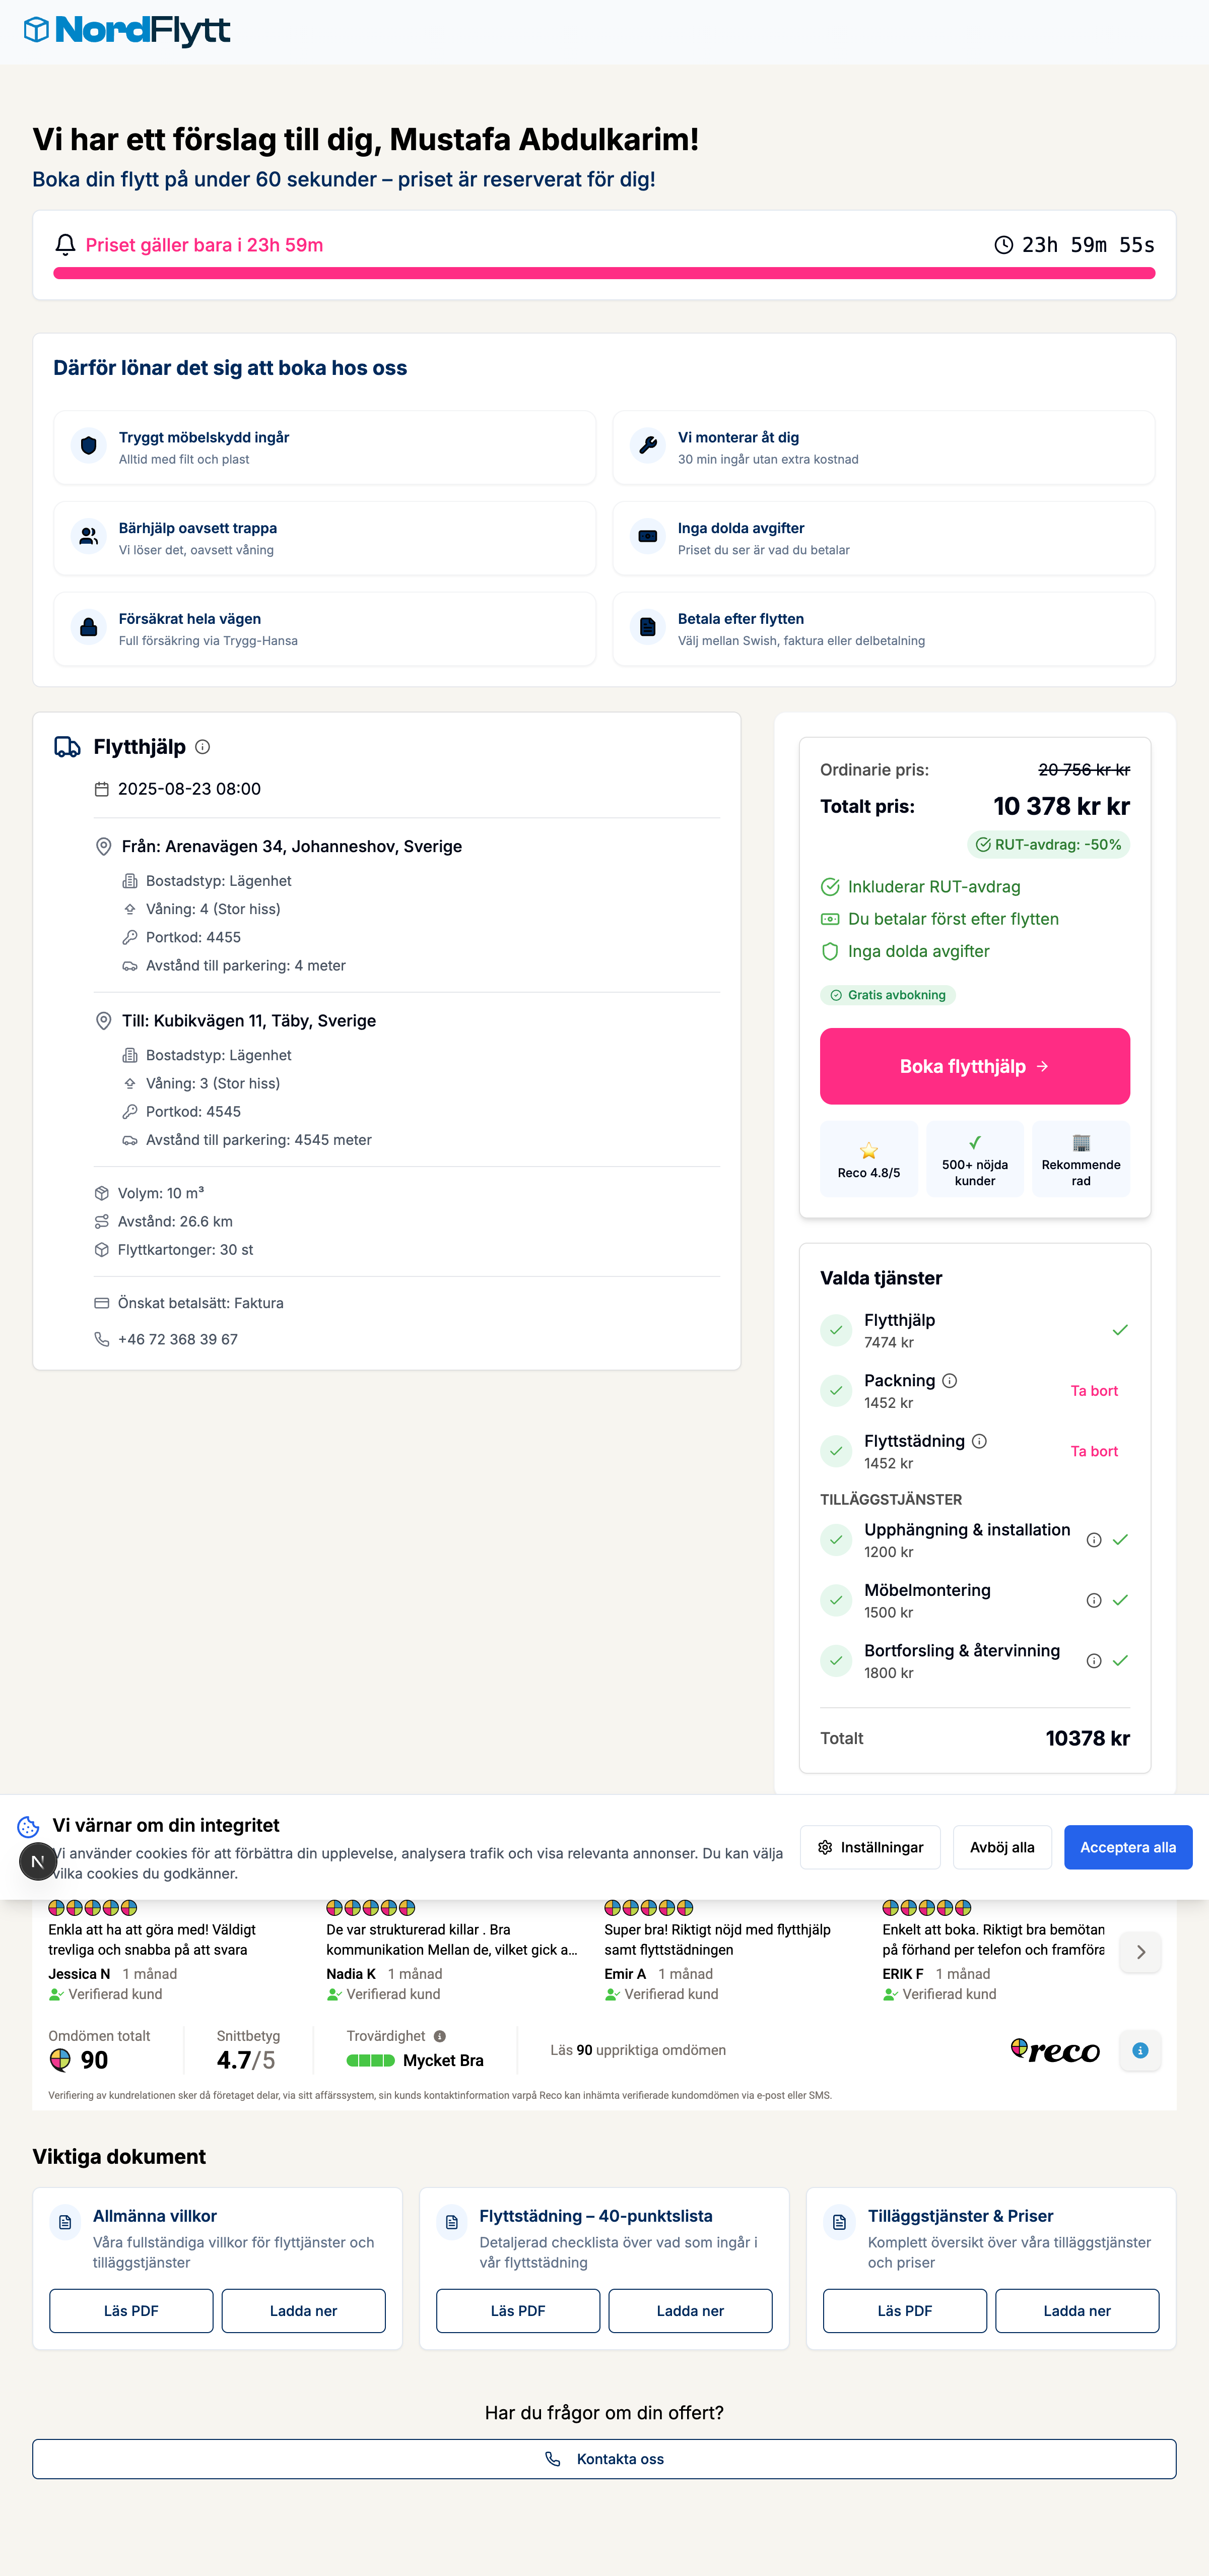 NordFlytt
Vi har ett förslag till dig, Mustafa Abdulkarim!
Boka din flytt på under 60 sekunder – priset är reserverat för dig!
Priset gäller bara i 23h 59m
23h 59m 55s
Därför lönar det sig att boka hos oss
Tryggt möbelskydd ingår
Alltid med filt och plast
Vi monterar åt dig
30 min ingår utan extra kostnad
Bärhjälp oavsett trappa
Vi löser det, oavsett våning
Inga dolda avgifter
Priset du ser är vad du betalar
Försäkrat hela vägen
Full försäkring via Trygg-Hansa
Betala efter flytten
Välj mellan Swish, faktura eller delbetalning
Flytthjälp
2025-08-23 08:00
Från: Arenavägen 34, Johanneshov, Sverige
Bostadstyp: Lägenhet
Våning: 4 (Stor hiss)
Portkod: 4455
Avstånd till parkering: 4 meter
Till: Kubikvägen 11, Täby, Sverige
Bostadstyp: Lägenhet
Våning: 3 (Stor hiss)
Portkod: 4545
Avstånd till parkering: 4545 meter
Volym: 10 m³
Avstånd: 26.6 km
Flyttkartonger: 30 st
Önskat betalsätt: Faktura
+46 72 368 39 67
Ordinarie pris:
20 756 kr kr
Totalt pris:
10 378 kr kr
RUT-avdrag: -50%
Inkluderar RUT-avdrag
Du betalar först efter flytten
Inga dolda avgifter
Gratis avbokning
Boka flytthjälp
Reco 4.8/5
500+ nöjda
kunder
Rekommende
rad
Valda tjänster
Flytthjälp
7474 kr
Packning
1452 kr
Ta bort
Flyttstädning
1452 kr
Ta bort
TILLÄGGSTJÄNSTER
Upphängning & installation
1200 kr
Möbelmontering
1500 kr
Bortforsling & återvinning
1800 kr
Totalt
10378 kr
Vi värnar om din integritet
Vi använder cookies för att förbättra din upplevelse, analysera trafik och visa relevanta annonser. Du kan välja
vilka cookies du godkänner.
N
Inställningar
Avböj alla
Acceptera alla
Enkla att ha att göra med! Väldigt
trevliga och snabba på att svara
Jessica N 1 månad
Verifierad kund
De var strukturerad killar . Bra
kommunikation Mellan de, vilket gick a...
Nadia K 1 månad
Verifierad kund
Super bra! Riktigt nöjd med flytthjälp
samt flyttstädningen
Emir A 1 månad
Verifierad kund
Enkelt att boka. Riktigt bra bemötan
på förhand per telefon och framföra
ERIK F 1 månad
Verifierad kund
Omdömen totalt
90
Snittbetyg
4.7/5
Trovärdighet
Mycket Bra
Läs 90 uppriktiga omdömen
reco
Verifiering av kundrelationen sker då företaget delar, via sitt affärssystem, sin kunds kontaktinformation varpå Reco kan inhämta verifierade kundomdömen via e-post eller SMS.
Viktiga dokument
Allmänna villkor
Våra fullständiga villkor för flyttjänster och
tilläggstjänster
Läs PDF
Ladda ner
Flyttstädning – 40-punktslista
Detaljerad checklista över vad som ingår i
vår flyttstädning
Läs PDF
Ladda ner
Tilläggstjänster & Priser
Komplett översikt över våra tilläggstjänster
och priser
Läs PDF
Ladda ner
Har du frågor om din offert?
Kontakta oss